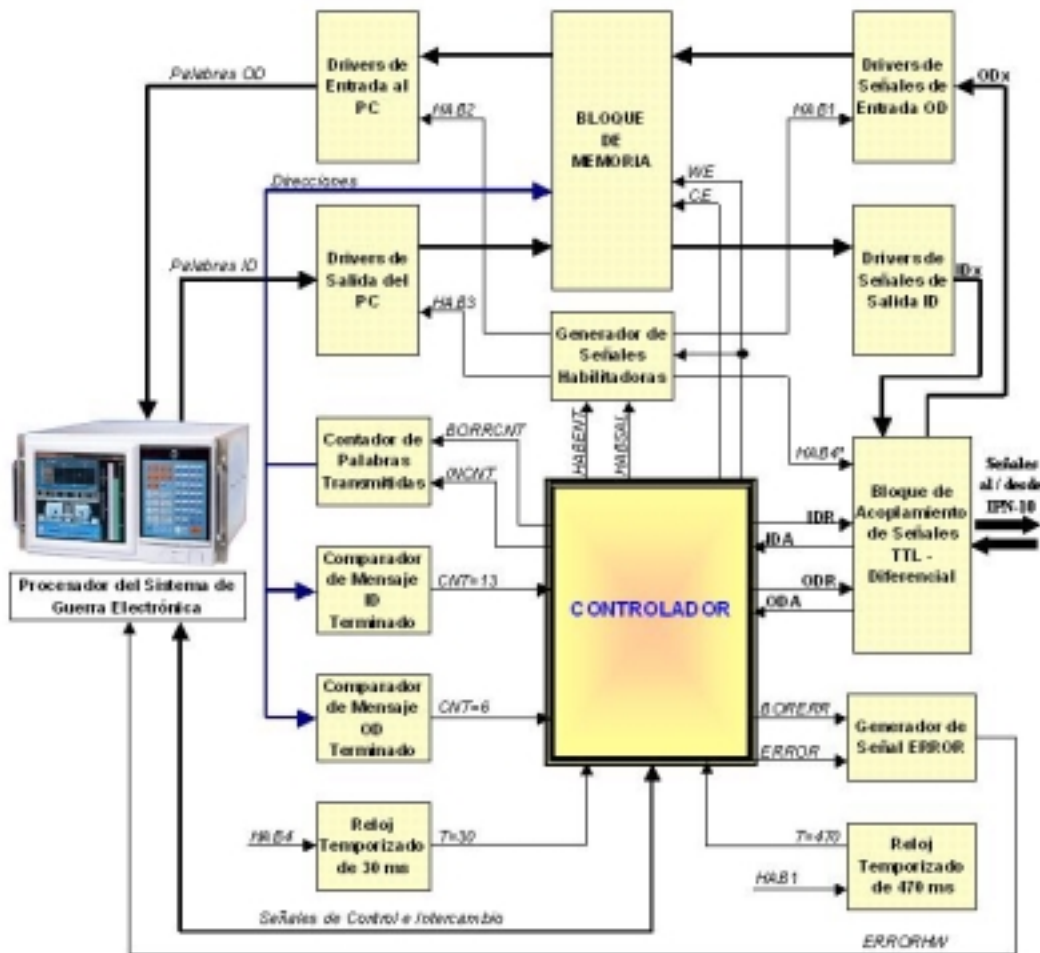 Palabras OD
Drivers de
Entrada al
PC
HAB2
BLOQUE
DE
MEMORIA
HAB1
Drivers de
Señales de
Entrada OD
ODx
Direcciones
WE
CE
Palabras ID
Drivers de
Salida del
PC
HAB3
Drivers de
Señales de
Salida ID
IDx
Generador de
Señales
Habilitadoras
HABENT
HABSAL
HAB4*
Contador de
Palabras
Transmitidas
BORRCNT
INCNT
Bloque de
Acoplamiento
de Señales
TTL -
Diferencial
Señales
al / desde
IPN-10
Procesador del Sintema de
Guerra Electrónica
Comparador
de Mensaje
ID
Terminado
CNT=13
CONTROLADOR
IDR
IDA
ODR
ODA
Comparador
de Mensaje
OD
Terminado
CNT=6
BORERR
ERROR
Generador de
Señal ERROR
HAB4
Reloj
Temporizado
de 30 ms
T=30
T=470
HAB1
Reloj
Temporizado
de 470 ms
Señales de Control e Intercambio
ERRORHW